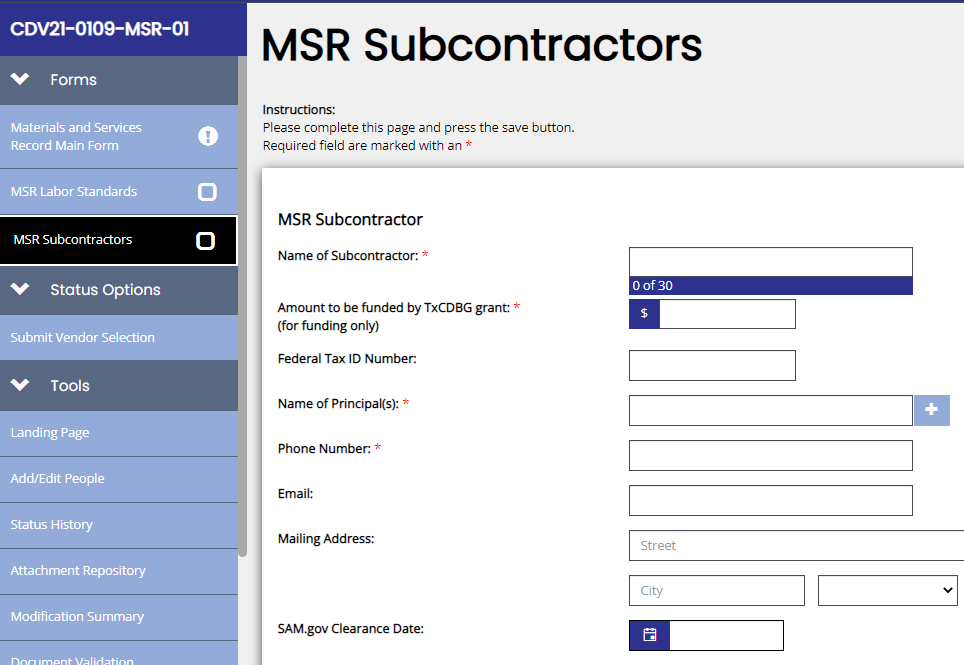 CDV21-0109-MSR-01
Forms
Materials and Services
Record Main Form
MSR Labor Standards
MSR Subcontractors
Status Options
Submit Vendor Selection
Tools
Landing Page
Add/Edit People
Status History
Attachment Repository
Modification Summary
Document Validation
MSR Subcontractors
Instructions:
Please complete this page and press the save button.
Required field are marked with an *
MSR Subcontractor
Name of Subcontractor: *
0 of 30
Amount to be funded by TxCDBG grant: *
(for funding only)
$
Federal Tax ID Number:
Name of Principal(s): *
Phone Number: *
Email:
Mailing Address:
Street
City
SAM.gov Clearance Date: